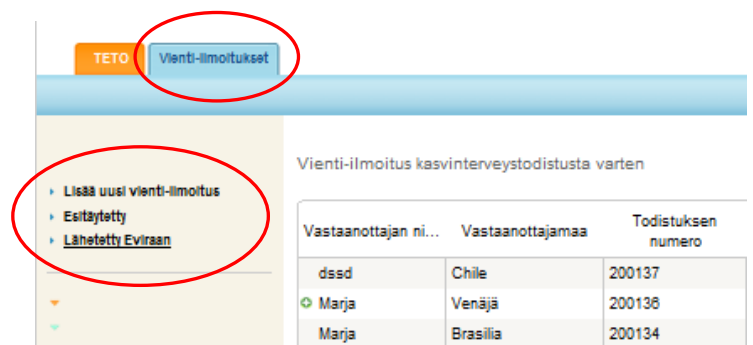 TETO Vienti-ilmoitukset
Vienti-ilmoitus kasvinterveystodistusta varten
Lisää uusi vienti-ilmoitus
Esitäytetty
Lähetetty Eviraan
Vastaanottajan ni... Vastaanottajamaa Todistuksen
numero
dssd Chile 200137
Marja Venäjä 200136
Marja Brasilia 200134